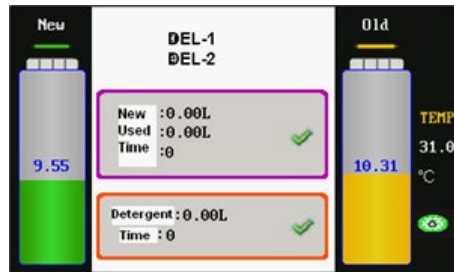 New
9.55
DEL-1
DEL-2
New :0.00L
Used :0.00L
Time :0
Detergent:0.00L
Time :0
Old
10.31
TEMP
31.0
°C